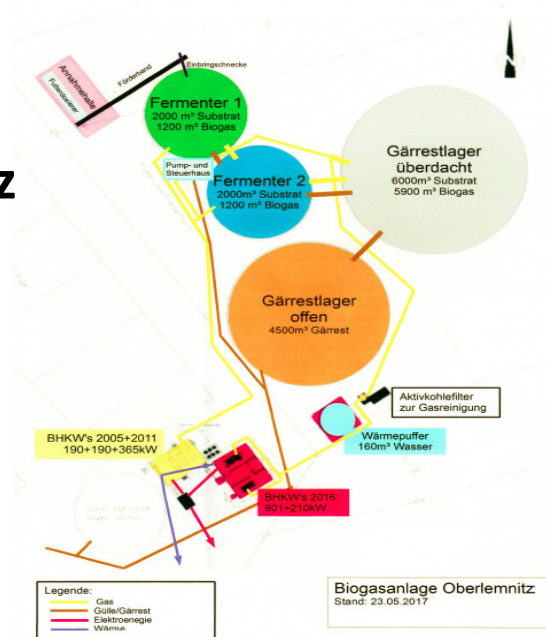 N
Annahmehalle
Futterdosierer
Förderband
Einbringschnecke
Fermenter 1
2000 m³ Substrat
1200 m³ Biogas
Pump- und
Steuerhaus
z
Fermenter 2
2000m³ Substrat
1200 m³ Biogas
Gärrestlager
überdacht
6000m³ Substrat
5900 m³ Biogas
Gärrestlager
offen
4500m³ Gärrest
Aktivkohlefilter
zur Gasreinigung
Wärmepuffer
160m³ Wasser
BHKW's 2005+2011
190+190+365kW
BHKW's 2016:
901+210kW
Legende:
Gas
Gülle/Gärrest
Elektroenegie
Wärme
Biogasanlage Oberlemnitz
Stand: 23.05.2017